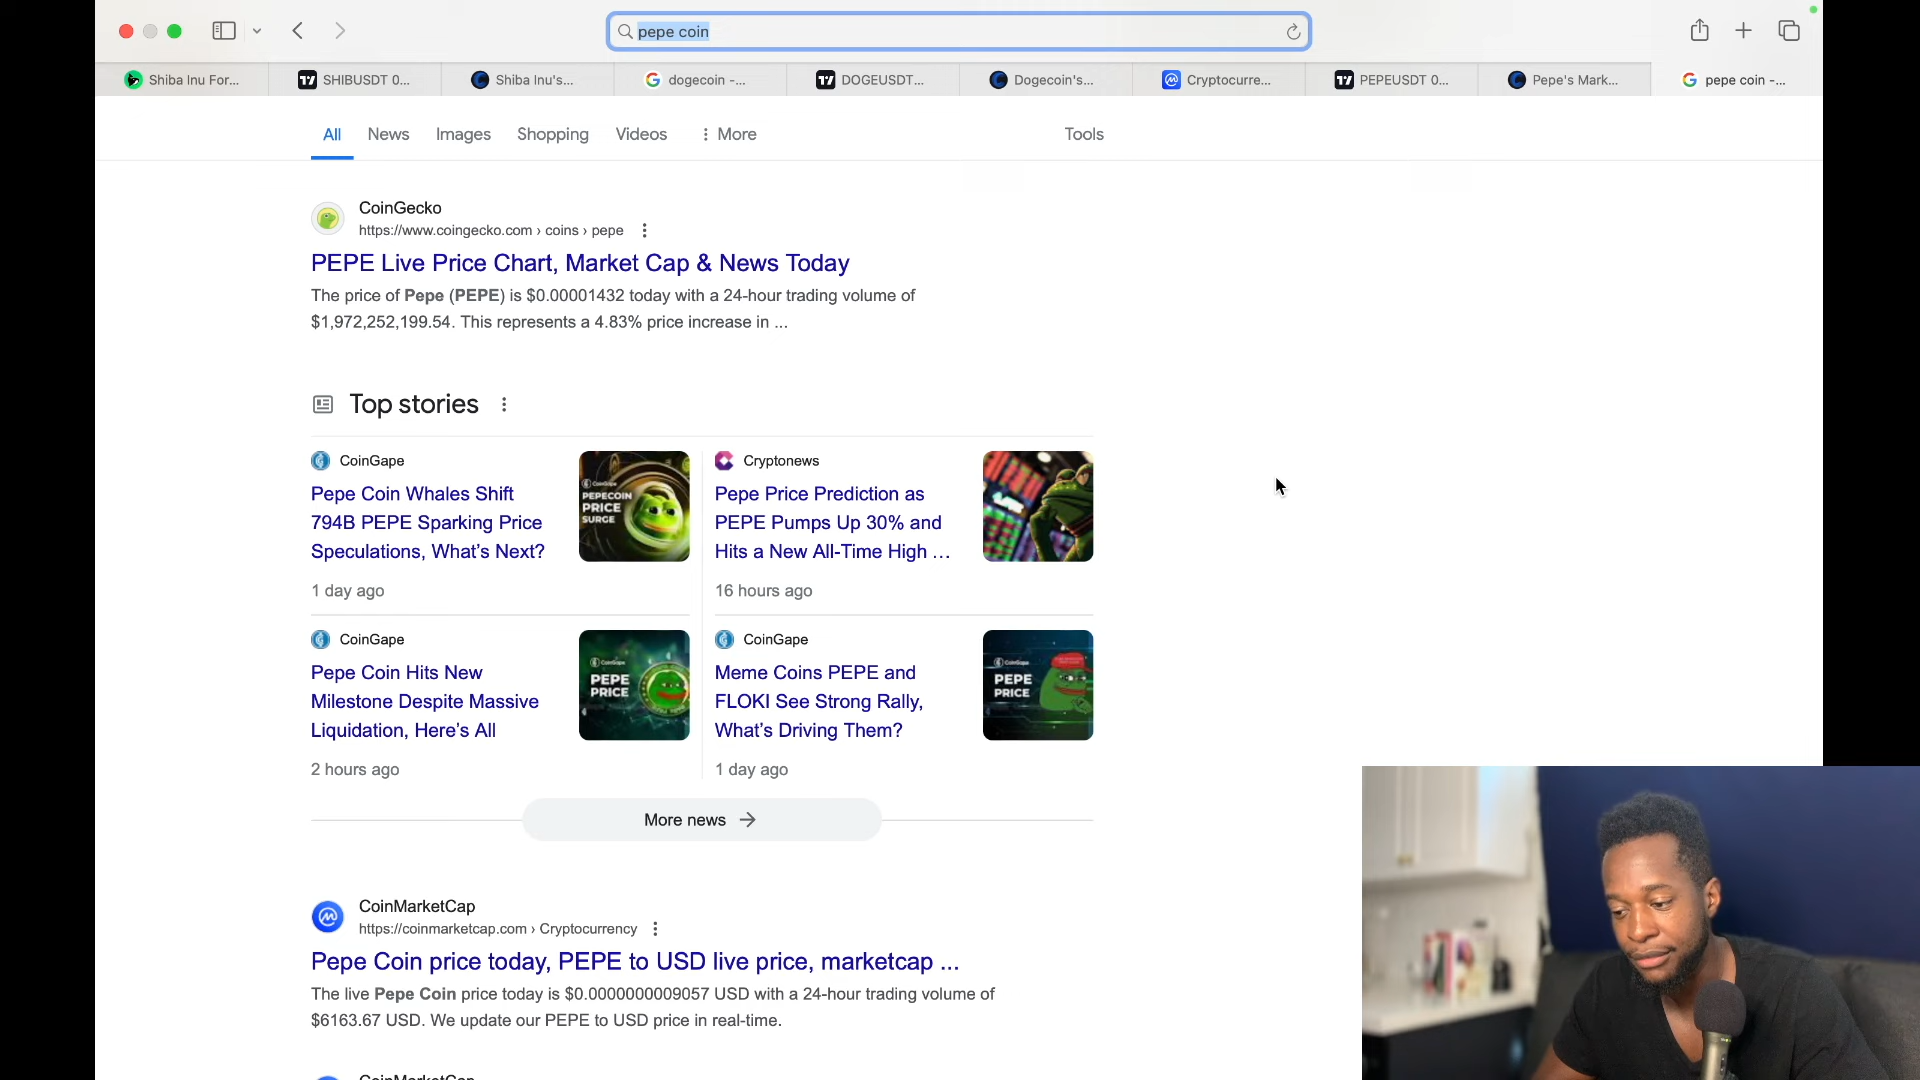 pepe coin
Shiba Inu For...
SHIBUSDT 0...
Shiba Inu's...
dogecoin -...
DOGEUSDT...
Dogecoin's...
Cryptocurre...
PEPEUSDT 0...
Pepe's Mark...
pepe coin -...
All
News
Images
Shopping
Videos
More
Tools
CoinGecko
https://www.coingecko.com › coins › pepe
PEPE Live Price Chart, Market Cap & News Today
The price of Pepe (PEPE) is $0.00001432 today with a 24-hour trading volume of
$1,972,252,199.54. This represents a 4.83% price increase in ...
Top stories
CoinGape
Pepe Coin Whales Shift
794B PEPE Sparking Price
Speculations, What's Next?
1 day ago
CoinGape
PEPECOIN
PRICE
SURGE
Cryptonews
Pepe Price Prediction as
PEPE Pumps Up 30% and
Hits a New All-Time High ...
16 hours ago
CoinGape
Pepe Coin Hits New
Milestone Despite Massive
Liquidation, Here's All
2 hours ago
CoinGape
PEPE
PRICE
CoinGape
Meme Coins PEPE and
FLOKI See Strong Rally,
What's Driving Them?
1 day ago
CoinGape
PEPE
PRICE
More news
CoinMarketCap
https://coinmarketcap.com › Cryptocurrency
Pepe Coin price today, PEPE to USD live price, marketcap ...
The live Pepe Coin price today is $0.0000000009057 USD with a 24-hour trading volume of
$6163.67 USD. We update our PEPE to USD price in real-time.
CoinMarketCap